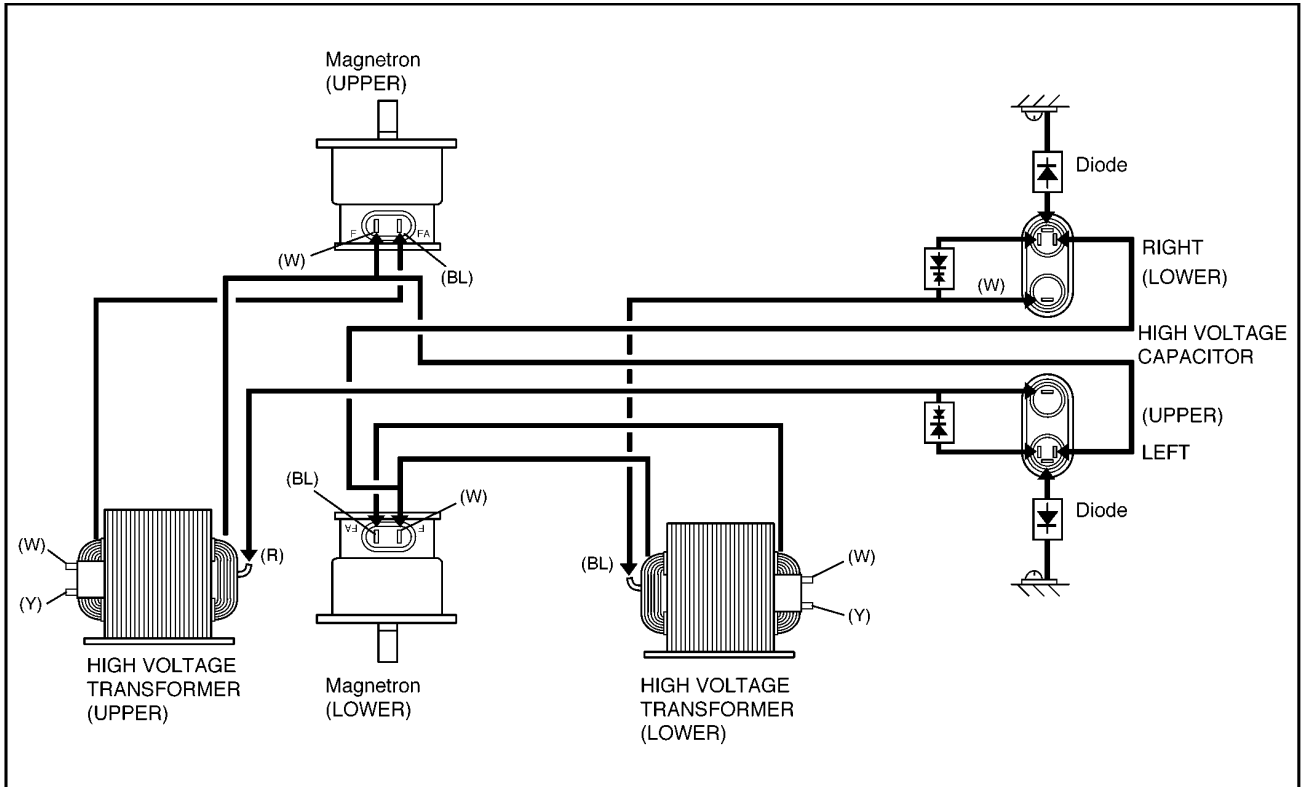 Magnetron
(UPPER)
Diode
F
FA
(W)
(BL)
RIGHT
(LOWER)
(W)
HIGH VOLTAGE
CAPACITOR
(UPPER)
LEFT
(BL)
(W)
FA
F
Diode
(W)
(R)
(BL)
(W)
(Y)
(Y)
HIGH VOLTAGE
TRANSFORMER
(UPPER)
Magnetron
(LOWER)
HIGH VOLTAGE
TRANSFORMER
(LOWER)